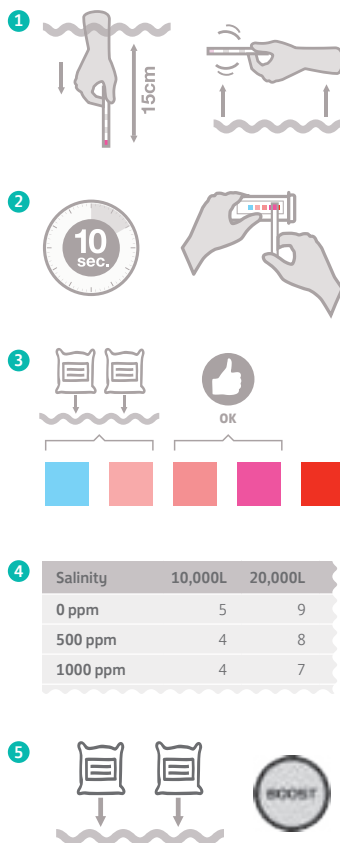 1
15cm
2
10
sec.
3
OK
4
Salinity 10,000L 20,000L
0 ppm 5 9
500 ppm 4 8
1000 ppm 4 7
5
BOOST